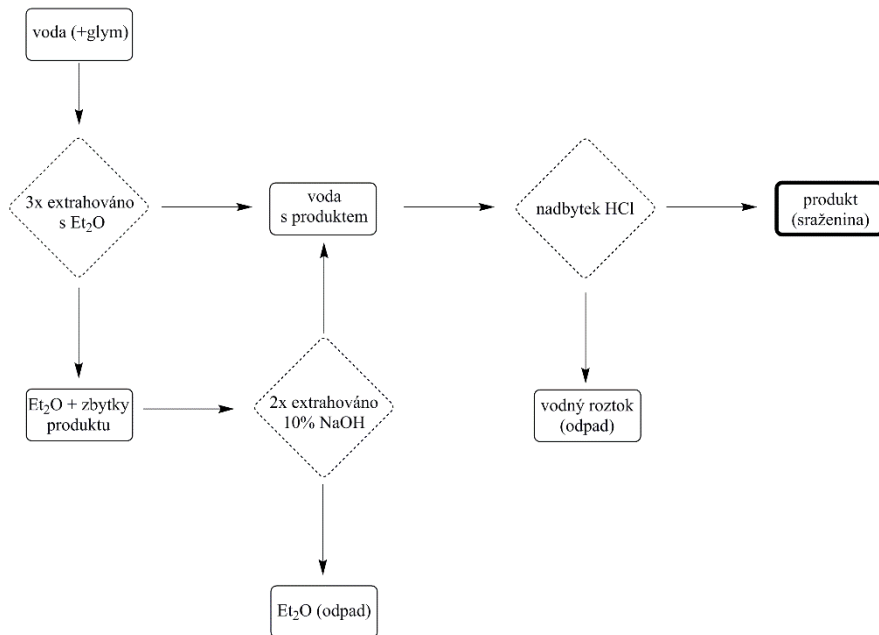 voda (+glym)
3x extrahováno
s Et₂O
voda
s produktem
nadbytek HCl
produkt
(sraženina)
Et₂O + zbytky
produktu
2x extrahováno
10% NaOH
vodný roztok
(odpad)
Et₂O (odpad)